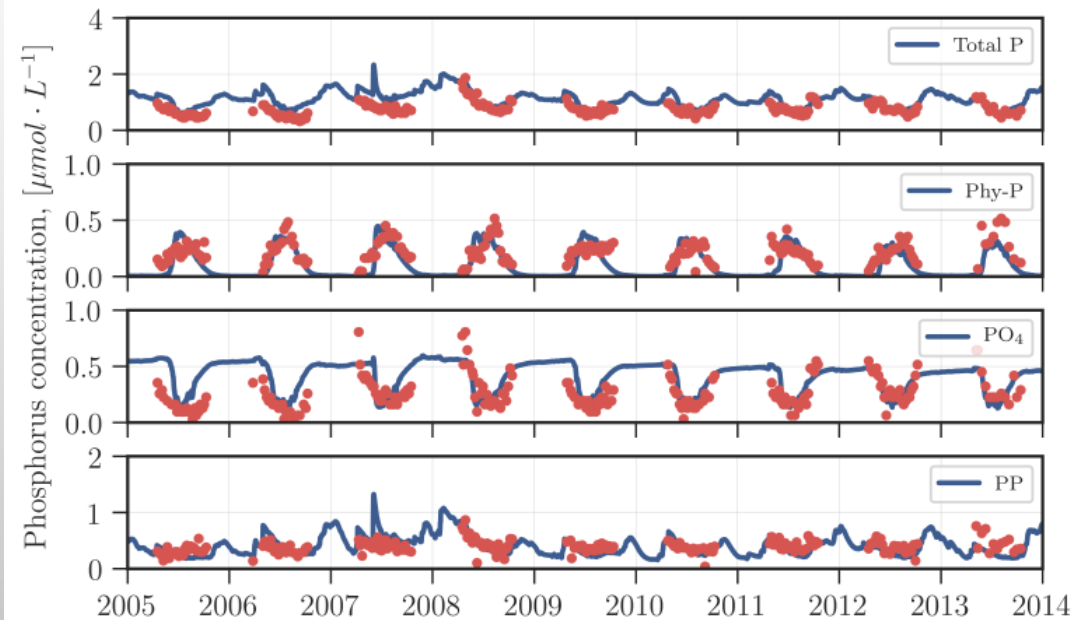 Phosphorus concentration, [μmol · L⁻¹]
4
2
0
Total P
1.0
0.5
0.0
Phy-P
1.0
0.5
0.0
PO₄
2
1
0
PP
2005 2006 2007 2008 2009 2010 2011 2012 2013 2014